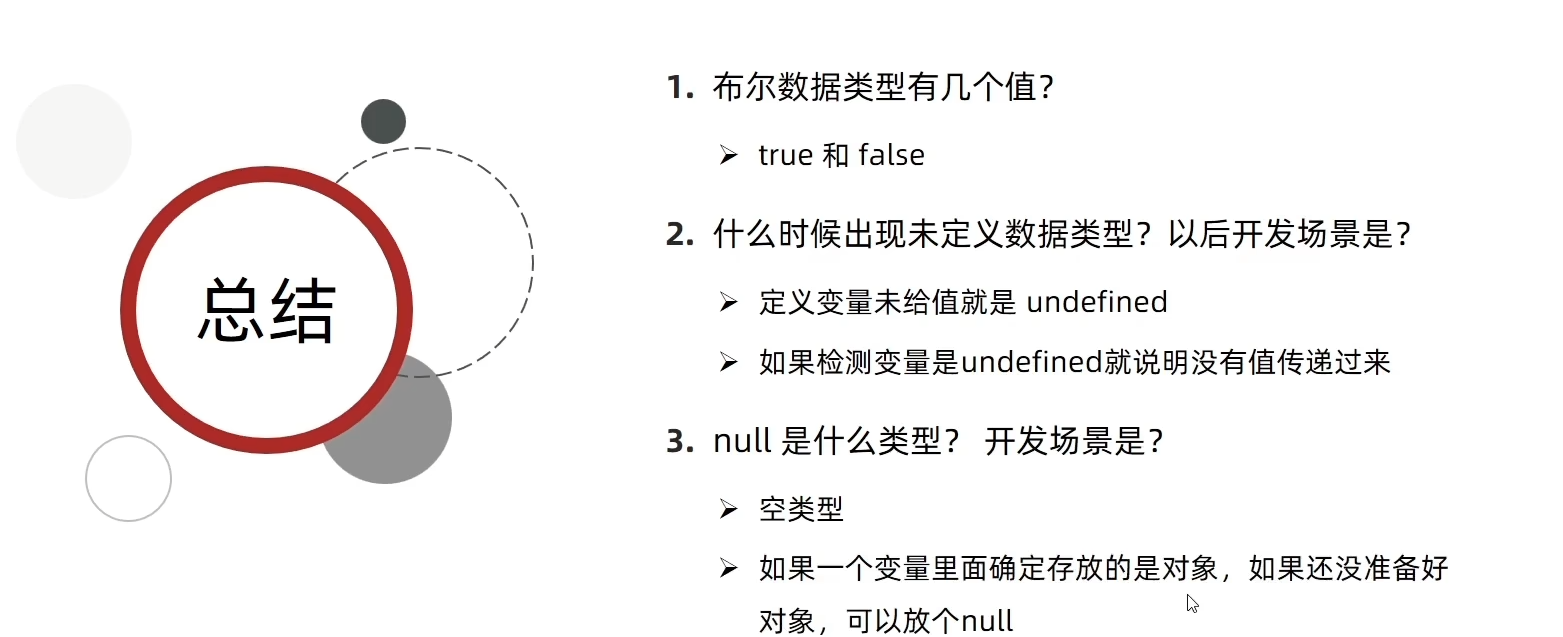 总结
1. 布尔数据类型有几个值？
➢ true 和 false
2. 什么时候出现未定义数据类型？以后开发场景是？
➢ 定义变量未给值就是 undefined
➢ 如果检测变量是undefined就说明没有值传递过来
3. null 是什么类型？ 开发场景是？
➢ 空类型
➢ 如果一个变量里面确定存放的是对象，如果还没准备好
对象，可以放个null